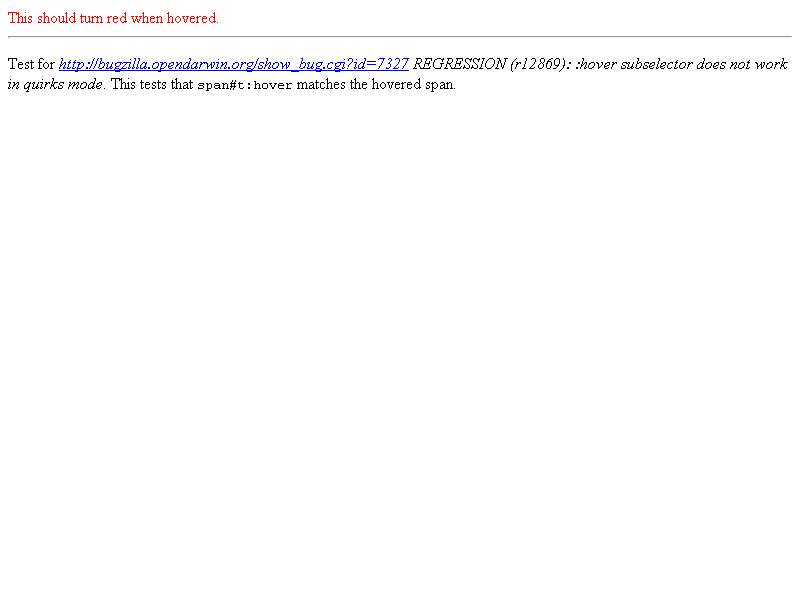 This should turn red when hovered.
Test for http://bugzilla.opendarwin.org/show_bug.cgi?id=7327 REGRESSION (r12869): :hover subselector does not work
in quirks mode. This tests that span#t:hover matches the hovered span.